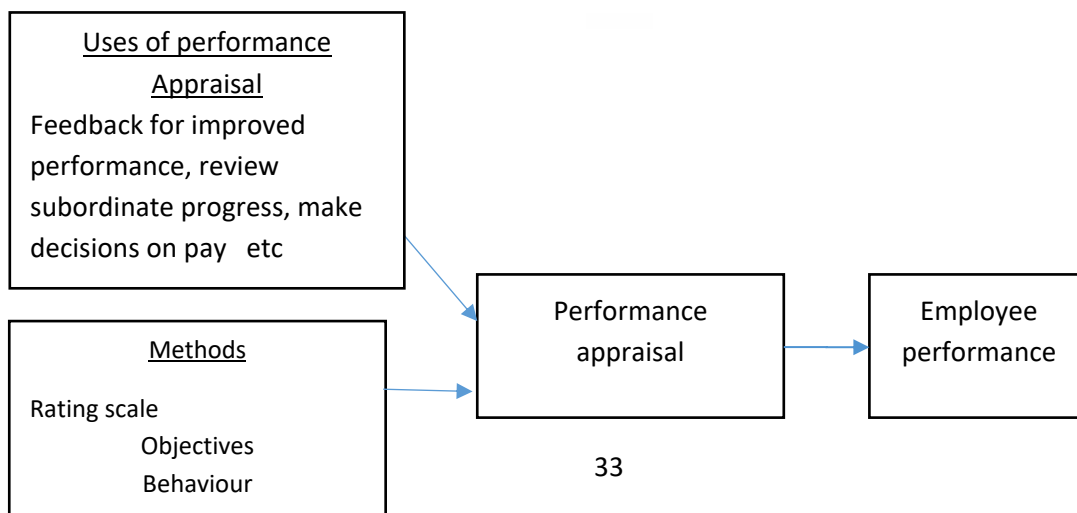 Uses of performance
Appraisal
Feedback for improved
performance, review
subordinate progress, make
decisions on pay etc
Methods
Rating scale
Objectives
Behaviour
Performance
appraisal
Employee
performance
33